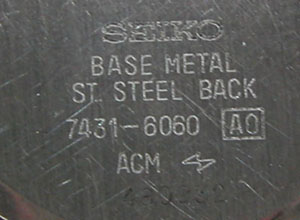 SEIKO
BASE METAL
ST. STEEL BACK
7431-6060 A0
ACM